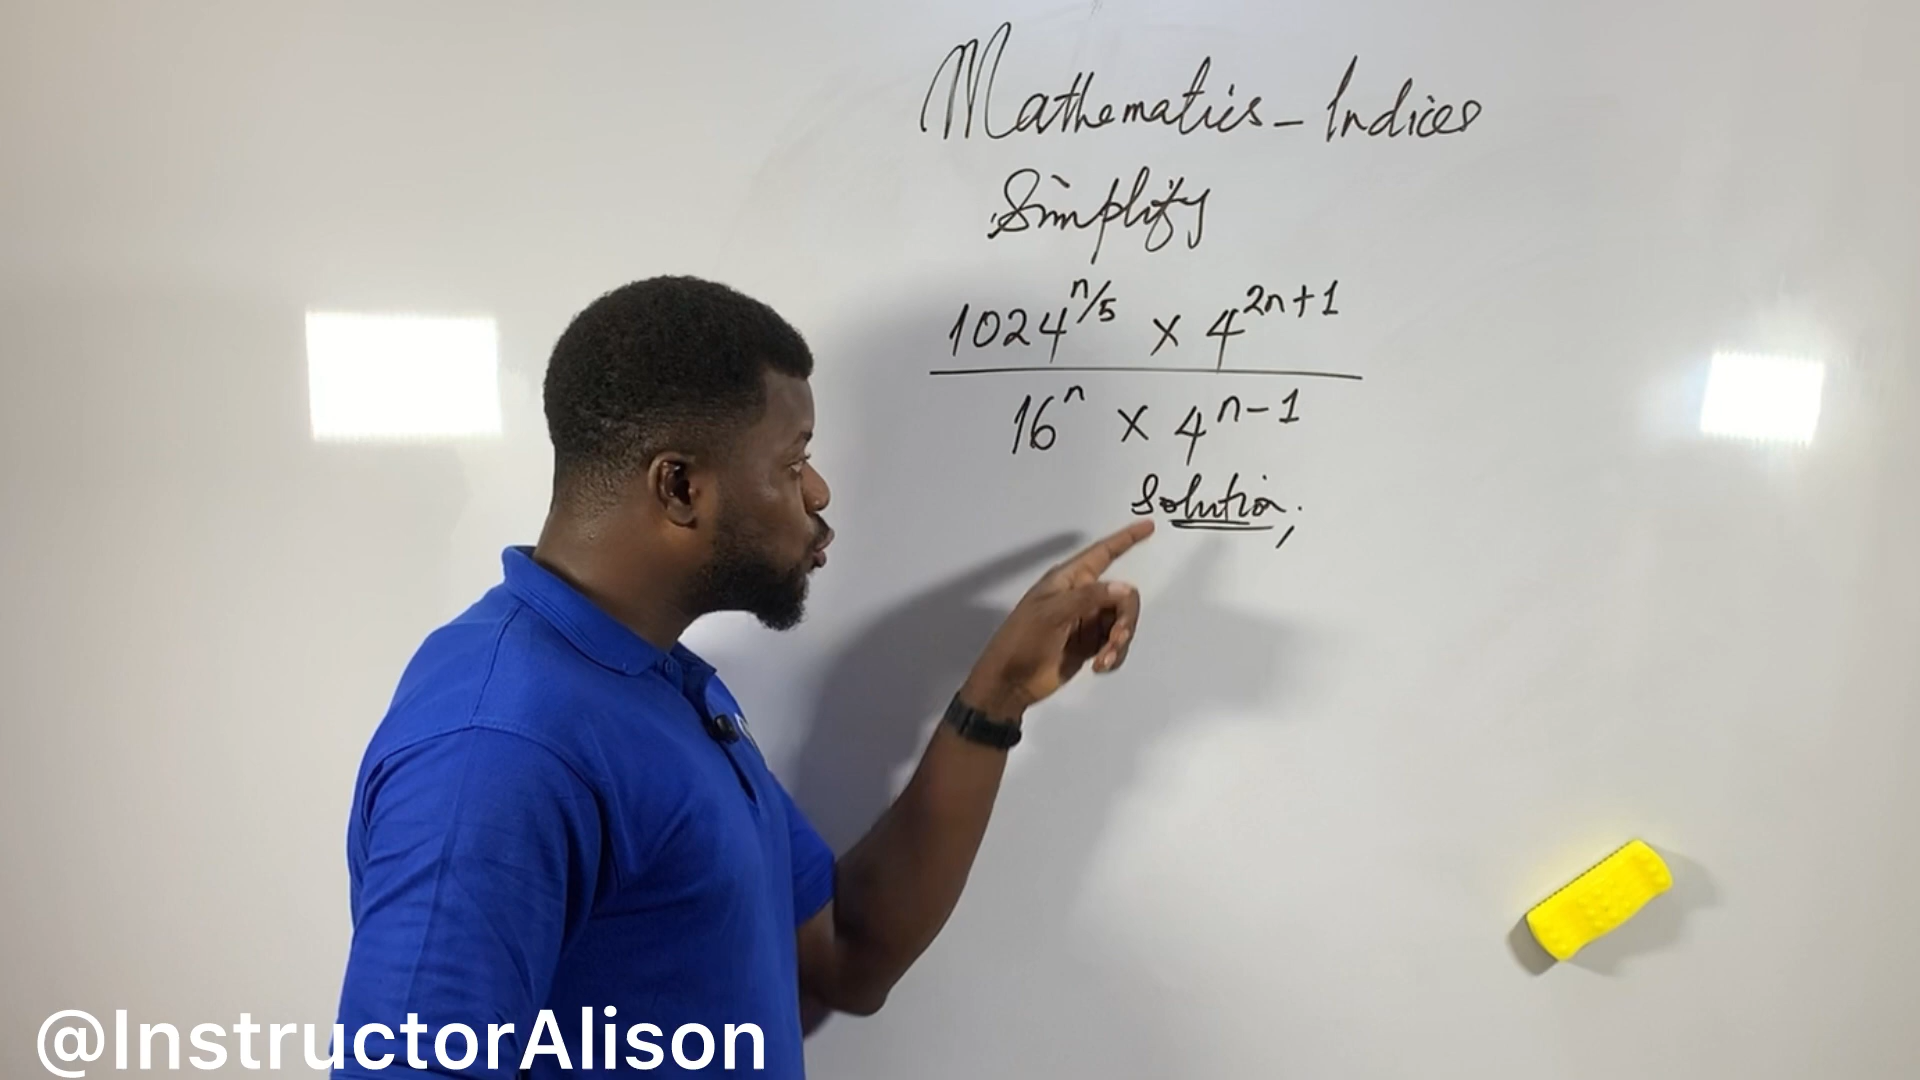 Mathematics - Indices
Simplify
1024^{n/5} × 4^{2n+1}
16^{n} × 4^{n-1}
Solution;
@InstructorAlison